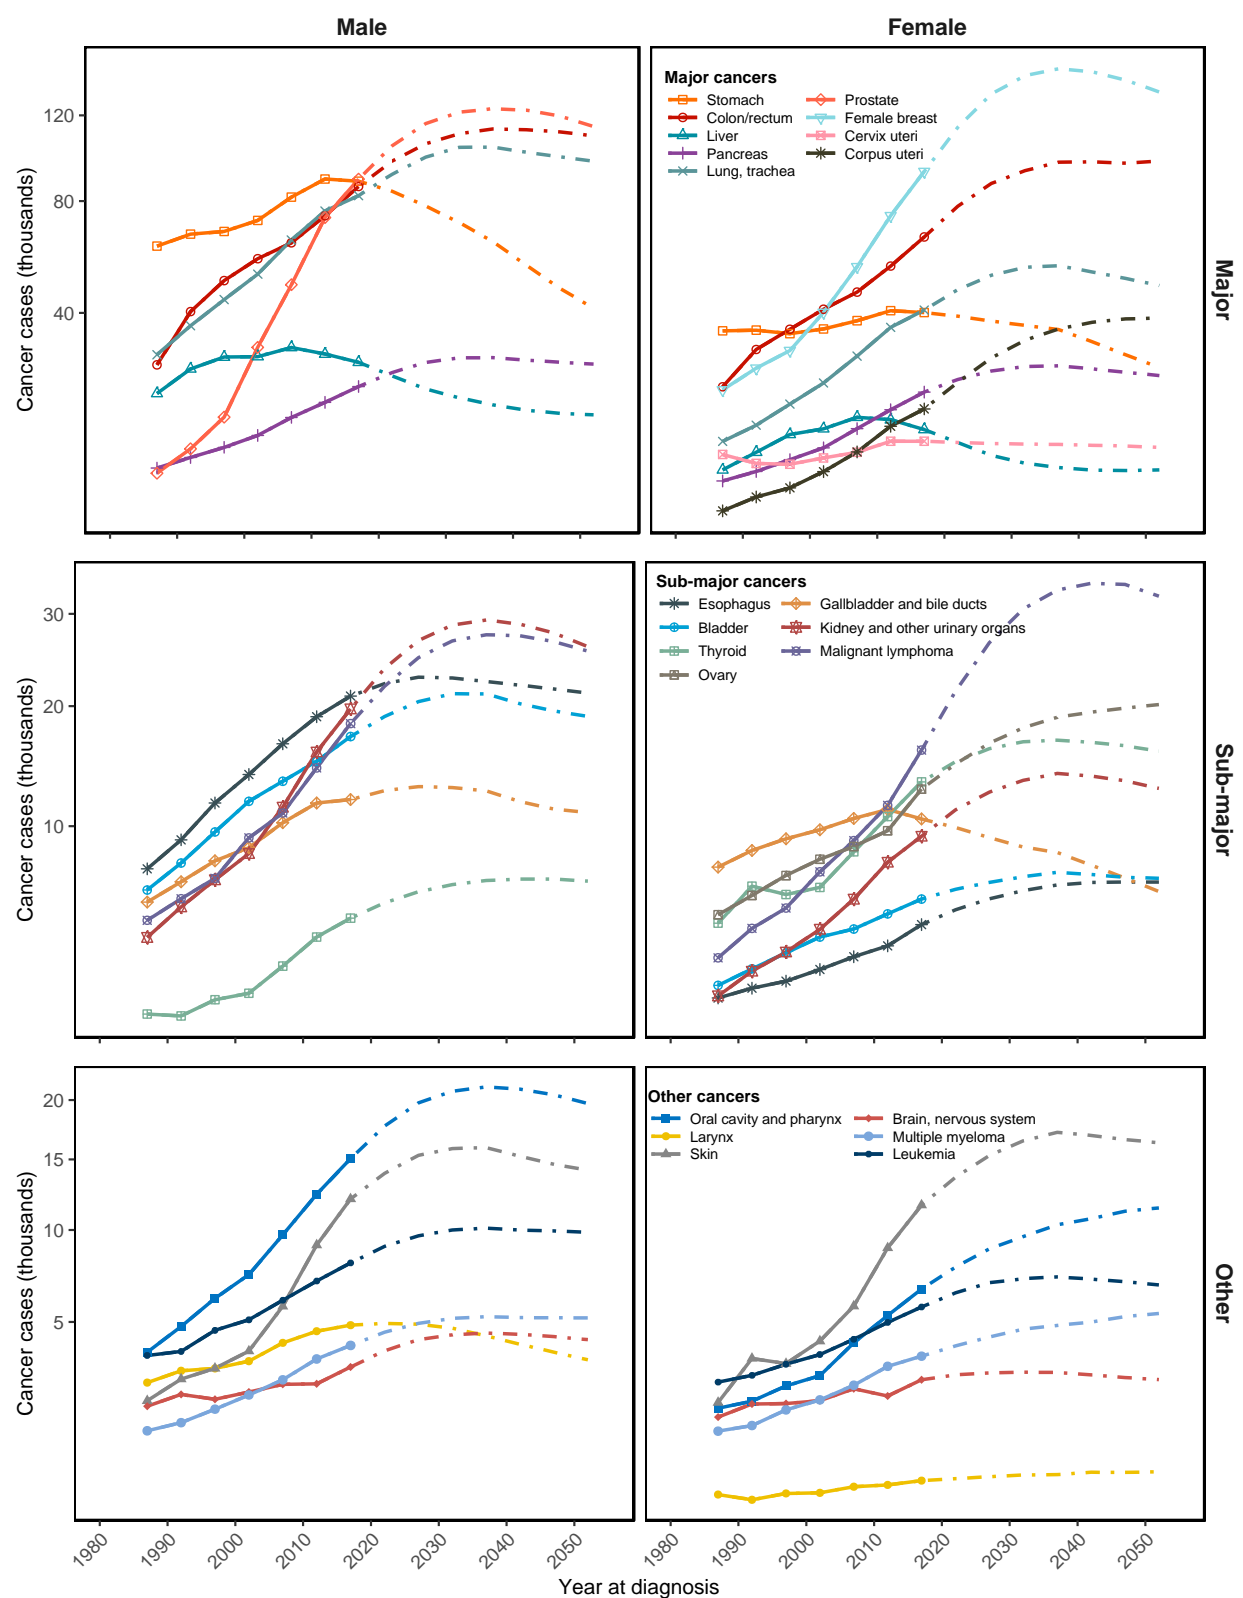 Male
Female
120
80
40
Cancer cases (thousands)
Major cancers
Stomach
Prostate
Colon/rectum
Female breast
Liver
Cervix uteri
Pancreas
Corpus uteri
Lung, trachea
Major
30
20
10
Cancer cases (thousands)
Sub-major cancers
Esophagus
Gallbladder and bile ducts
Bladder
Kidney and other urinary organs
Thyroid
Malignant lymphoma
Ovary
Sub-major
20
15
10
5
Cancer cases (thousands)
Other cancers
Oral cavity and pharynx
Brain, nervous system
Larynx
Multiple myeloma
Skin
Leukemia
Other
1980 1990 2000 2010 2020 2030 2040 2050
1980 1990 2000 2010 2020 2030 2040 2050
Year at diagnosis